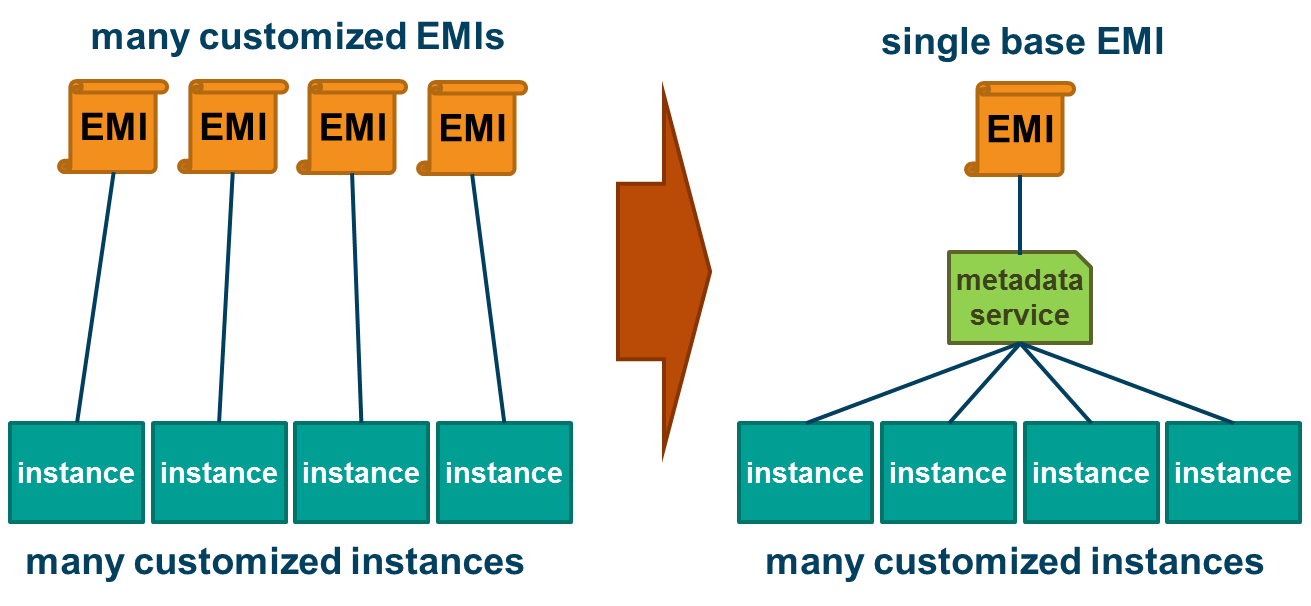 many customized EMIs
EMI
EMI
EMI
EMI
instance
instance
instance
instance
many customized instances
single base EMI
EMI
metadata
service
instance
instance
instance
instance
many customized instances